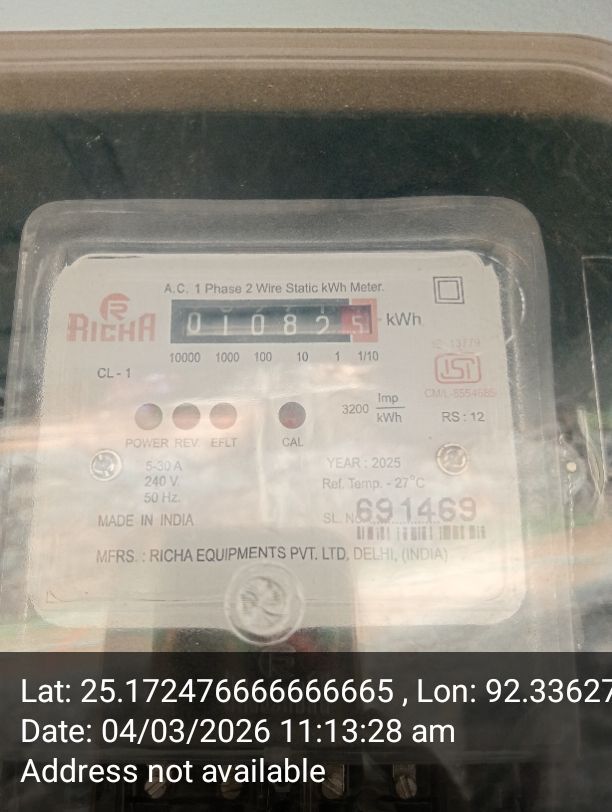 A.C. 1 Phase 2 Wire Static kWh Meter.
RICHA
0 1 0 8 2 5 kWh
10000 1000 100 10 1 1/10
CL - 1
ISI
3200 Imp/kWh
RS : 12
POWER REV. EFLT CAL
5-30 A
240 V.
50 Hz.
YEAR : 2025
Ref. Temp. - 27°C
SL. No. 691469
MADE IN INDIA
MFRS. : RICHA EQUIPMENTS PVT. LTD, DELHI, (INDIA)
Lat: 25.172476666666665 , Lon: 92.33627
Date: 04/03/2026 11:13:28 am
Address not available